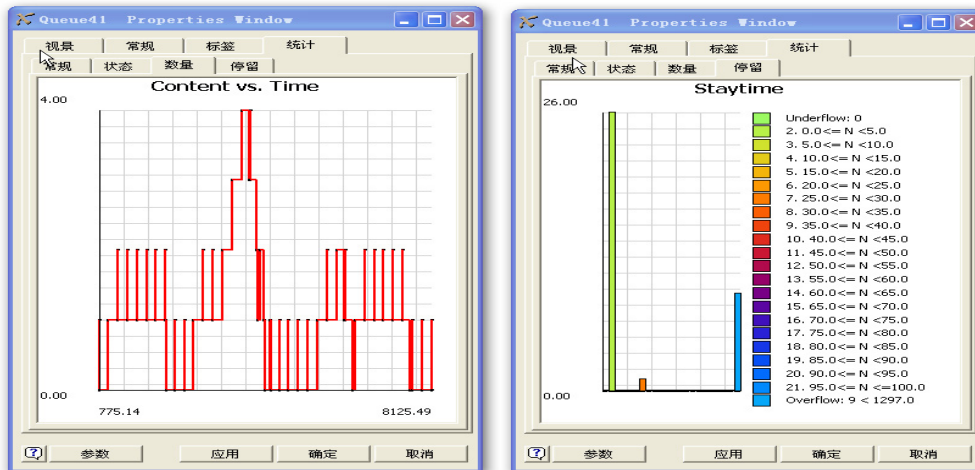 Queue41 Properties Window
视景 常规 标签 统计
常规 状态 数量 停留
Content vs. Time
4.00
0.00
775.14 8125.49
参数 应用 确定 取消
Queue41 Properties Window
视景 常规 标签 统计
常规 状态 数量 停留
Staytime
26.00
Underflow: 0
2. 0.0<= N <5.0
3. 5.0<= N <10.0
4. 10.0<= N <15.0
5. 15.0<= N <20.0
6. 20.0<= N <25.0
7. 25.0<= N <30.0
8. 30.0<= N <35.0
9. 35.0<= N <40.0
10. 40.0<= N <45.0
11. 45.0<= N <50.0
12. 50.0<= N <55.0
13. 55.0<= N <60.0
14. 60.0<= N <65.0
15. 65.0<= N <70.0
16. 70.0<= N <75.0
17. 75.0<= N <80.0
18. 80.0<= N <85.0
19. 85.0<= N <90.0
20. 90.0<= N <95.0
21. 95.0<= N <=100.0
Overflow: 9 < 1297.0
0.00
参数 应用 确定 取消